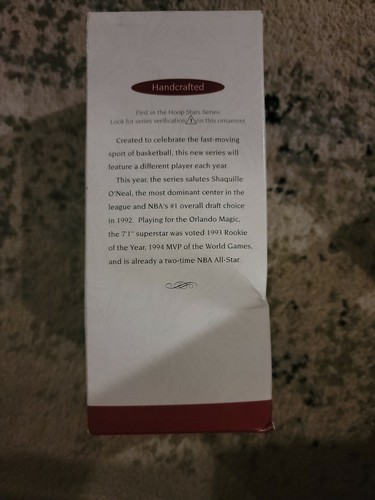 Handcrafted
First in the Hoop Stars Series:
Look for series verification 1 in this ornament.
Created to celebrate the fast-moving
sport of basketball, this new series will
feature a different player each year.
This year, the series salutes Shaquille
O'Neal, the most dominant center in the
league and NBA's #1 overall draft choice
in 1992. Playing for the Orlando Magic,
the 7'1" superstar was voted 1993 Rookie
of the Year, 1994 MVP of the World Games,
and is already a two-time NBA All-Star.